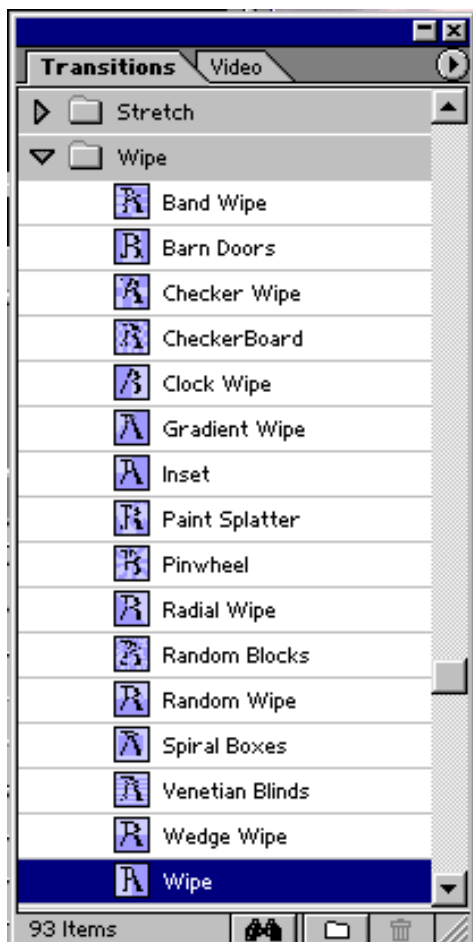 Transitions Video
Stretch
Wipe
Band Wipe
Barn Doors
Checker Wipe
CheckerBoard
Clock Wipe
Gradient Wipe
Inset
Paint Splatter
Pinwheel
Radial Wipe
Random Blocks
Random Wipe
Spiral Boxes
Venetian Blinds
Wedge Wipe
Wipe
93 Items